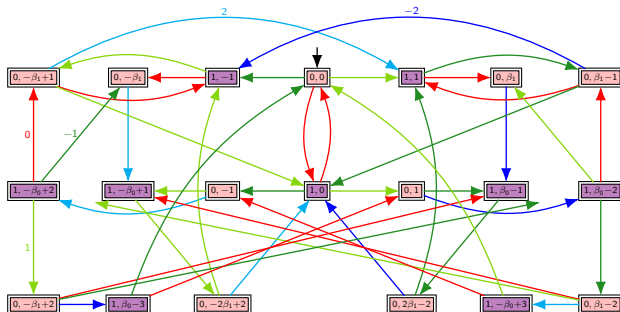 2
−2
0, −β₁+1
0, −β₁
1, −1
0, 0
1, 1
0, β₁
0, β₁−1
0
−1
1, −β₀+2
1, −β₀+1
0, −1
1, 0
0, 1
1, β₀−1
1, β₀−2
1
0, −β₁+2
1, β₀−3
0, −2β₁+2
0, 2β₁−2
1, −β₀+3
0, β₁−2